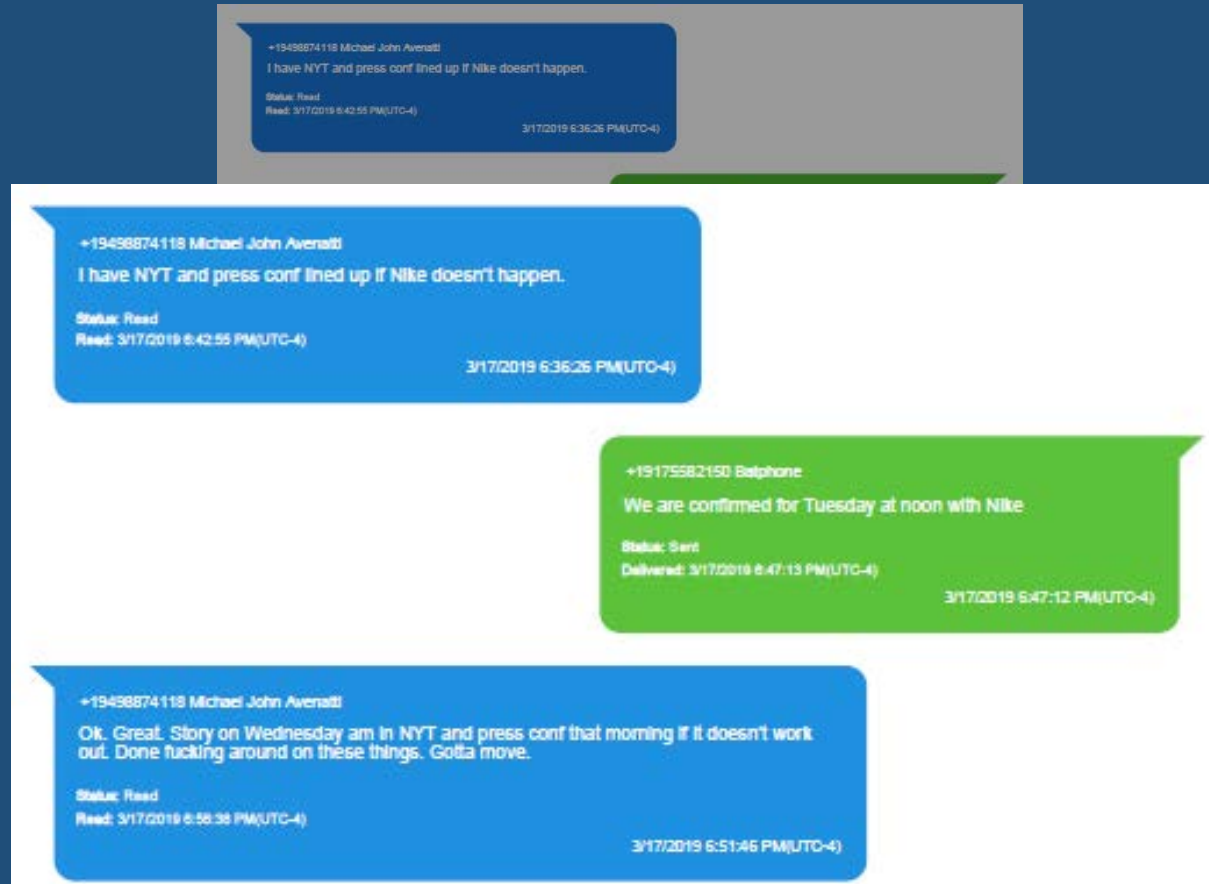 +19498874118 Michael John Avenatti
I have NYT and press conf lined up if Nike doesn't happen.
Status: Read
Read: 3/17/2019 6:42:55 PM(UTC-4)
3/17/2019 6:36:26 PM(UTC-4)
+19498874118 Michael John Avenatti
I have NYT and press conf lined up if Nike doesn't happen.
Status: Read
Read: 3/17/2019 6:42:55 PM(UTC-4)
3/17/2019 6:36:26 PM(UTC-4)
+19175582150 Batphone
We are confirmed for Tuesday at noon with Nike
Status: Sent
Delivered: 3/17/2019 6:47:13 PM(UTC-4)
3/17/2019 6:47:12 PM(UTC-4)
+19498874118 Michael John Avenatti
Ok. Great. Story on Wednesday am in NYT and press conf that morning if it doesn't work
out. Done fucking around on these things. Gotta move.
Status: Read
Read: 3/17/2019 6:56:38 PM(UTC-4)
3/17/2019 6:51:46 PM(UTC-4)